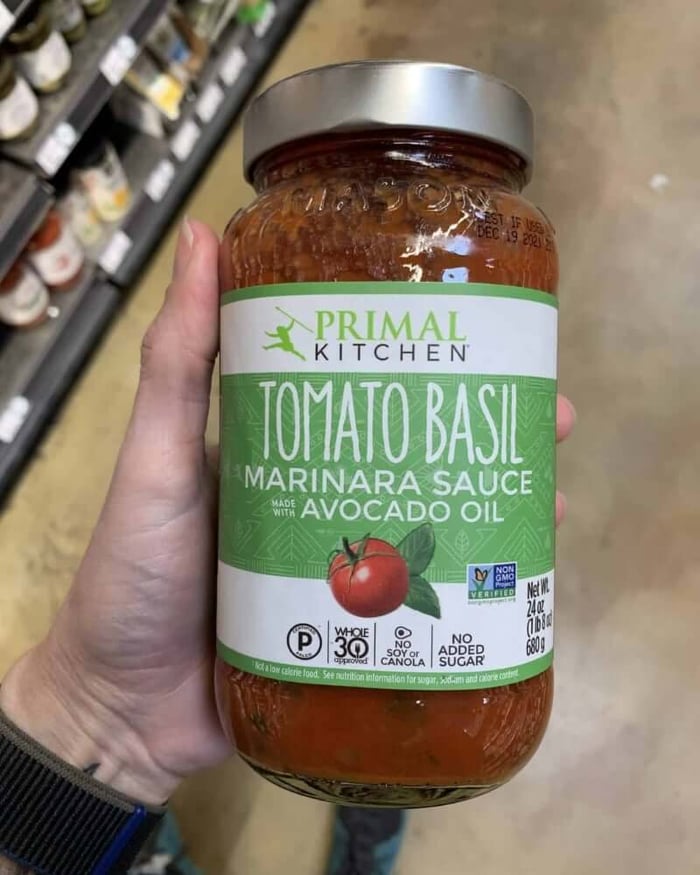 MASON
BEST IF USED
DEC 19 2021
PRIMAL
KITCHEN®
TOMATO BASIL
MARINARA SAUCE
MADE WITH AVOCADO OIL
NON
GMO
Project
VERIFIED
nongmoproject.org
Net Wt.
24 oz
(1 lb 8 oz)
680 g
P
WHOLE
30
approved
NO
SOY or
CANOLA
NO
ADDED
SUGAR*
*Not a low calorie food. See nutrition information for sugar, sodium and calorie content.